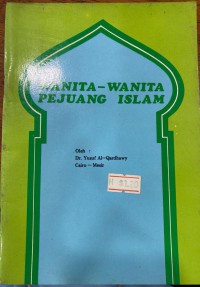 WANITA-WANITA
PEJUANG ISLAM
Oleh :
Dr. Yusuf Al-Qardhawy
Cairo - Mesir